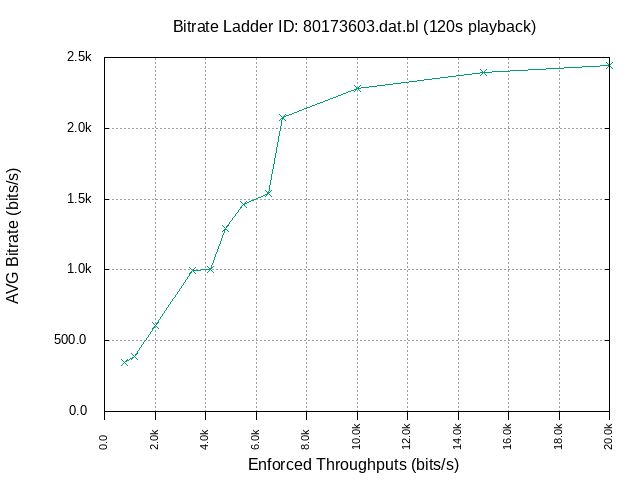 Bitrate Ladder ID: 80173603.dat.bl (120s playback)
2.5k
2.0k
1.5k
1.0k
500.0
0.0
AVG Bitrate (bits/s)
0.0
2.0k
4.0k
6.0k
8.0k
10.0k
12.0k
14.0k
16.0k
18.0k
20.0k
Enforced Throughputs (bits/s)